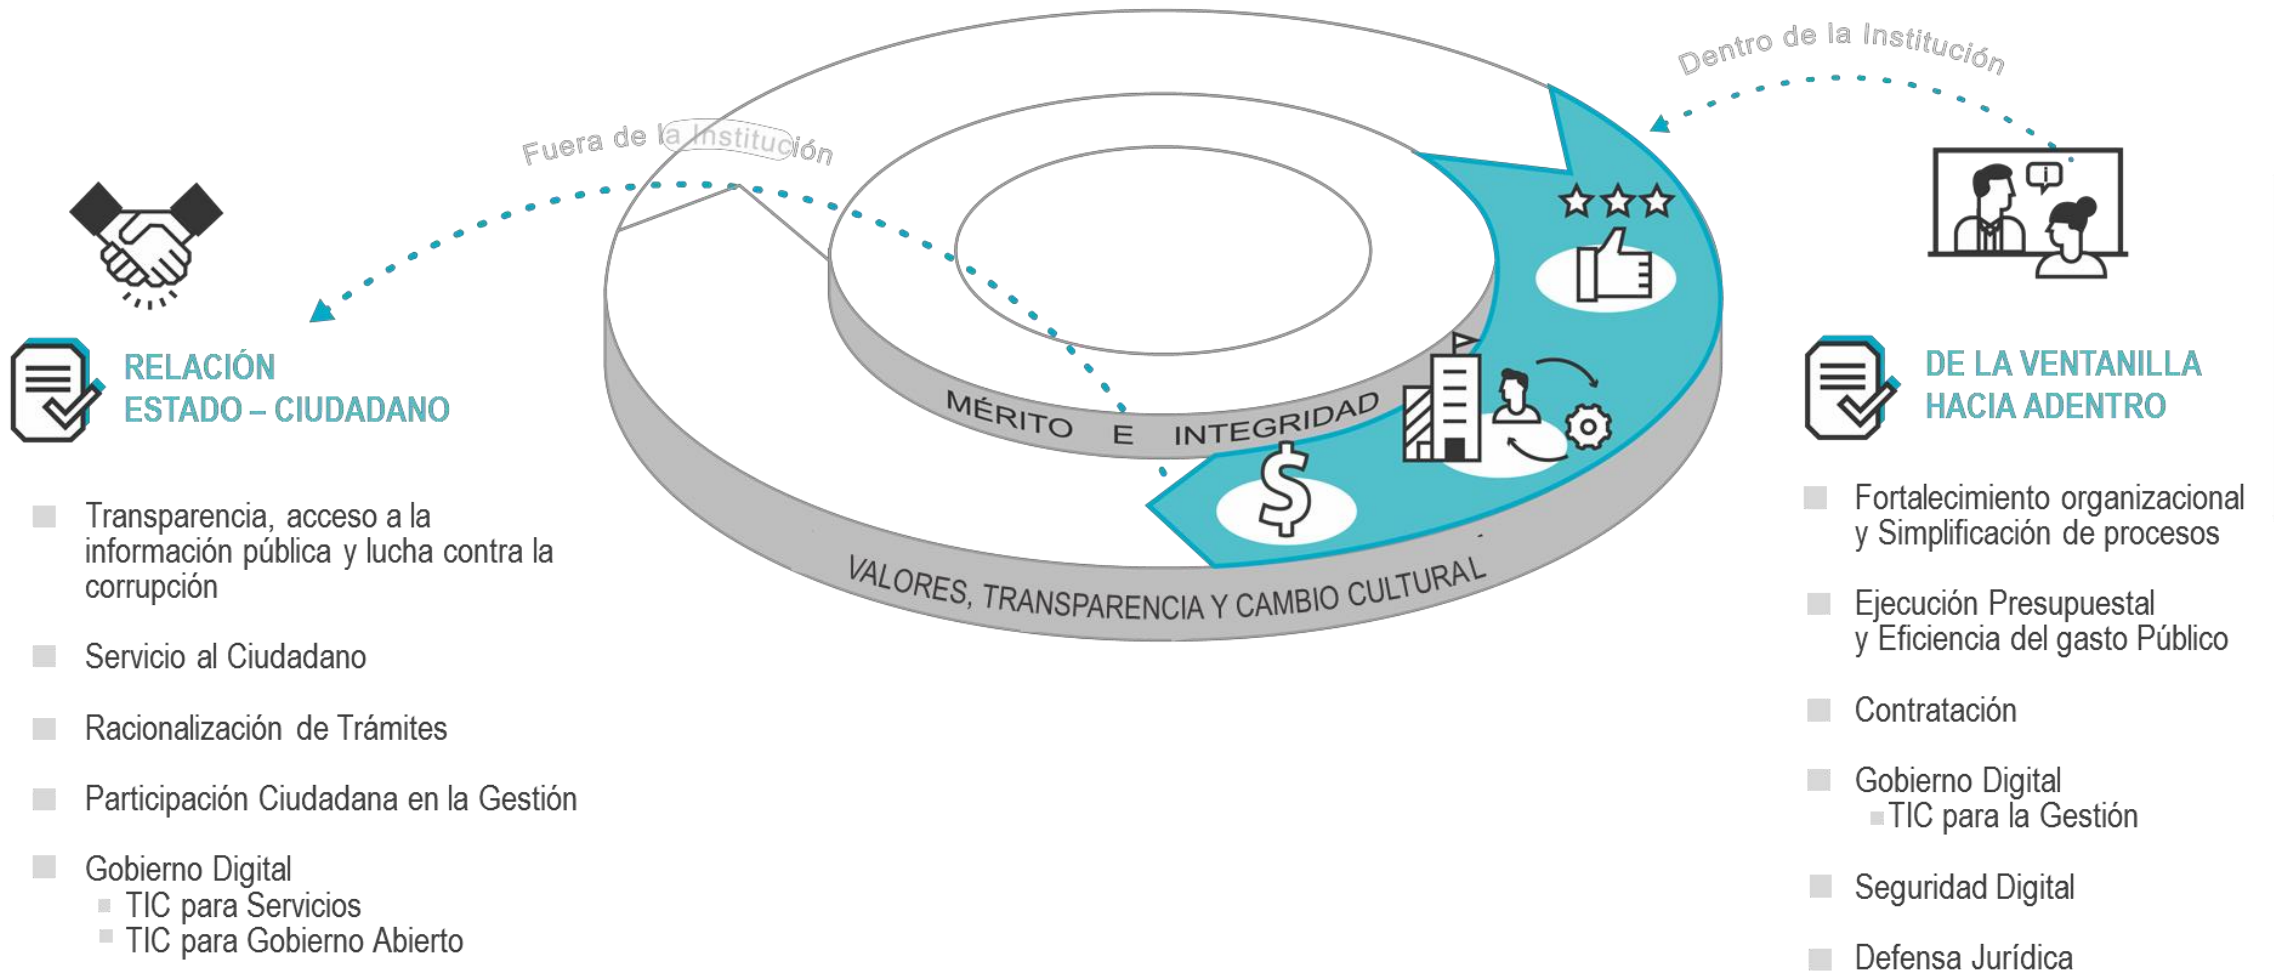 Fuera de la Institución
Dentro de la Institución
i
RELACIÓN
ESTADO – CIUDADANO
Transparencia, acceso a la
información pública y lucha contra la
corrupción
Servicio al Ciudadano
Racionalización de Trámites
Participación Ciudadana en la Gestión
Gobierno Digital
TIC para Servicios
TIC para Gobierno Abierto
MÉRITO E INTEGRIDAD
$
VALORES, TRANSPARENCIA Y CAMBIO CULTURAL
DE LA VENTANILLA
HACIA ADENTRO
Fortalecimiento organizacional
y Simplificación de procesos
Ejecución Presupuestal
y Eficiencia del gasto Público
Contratación
Gobierno Digital
TIC para la Gestión
Seguridad Digital
Defensa Jurídica